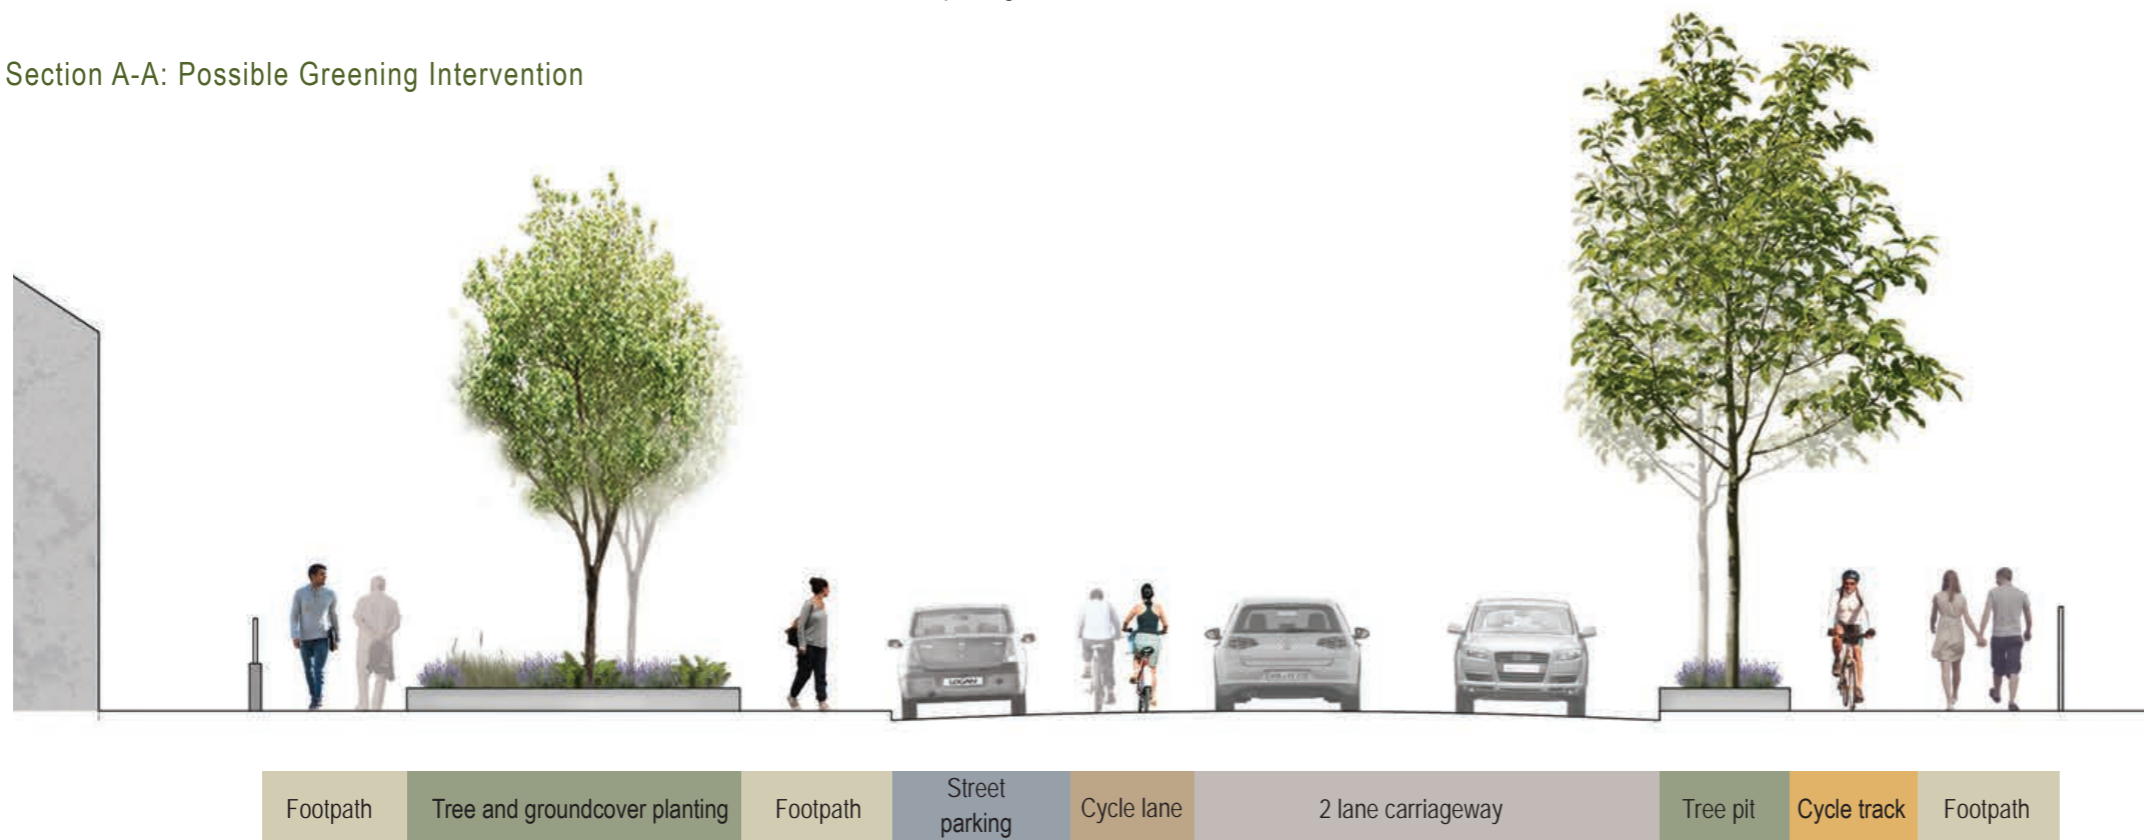 Section A-A: Possible Greening Intervention
LOGAN
Footpath
Tree and groundcover planting
Footpath
Street
parking
Cycle lane
2 lane carriageway
Tree pit
Cycle track
Footpath